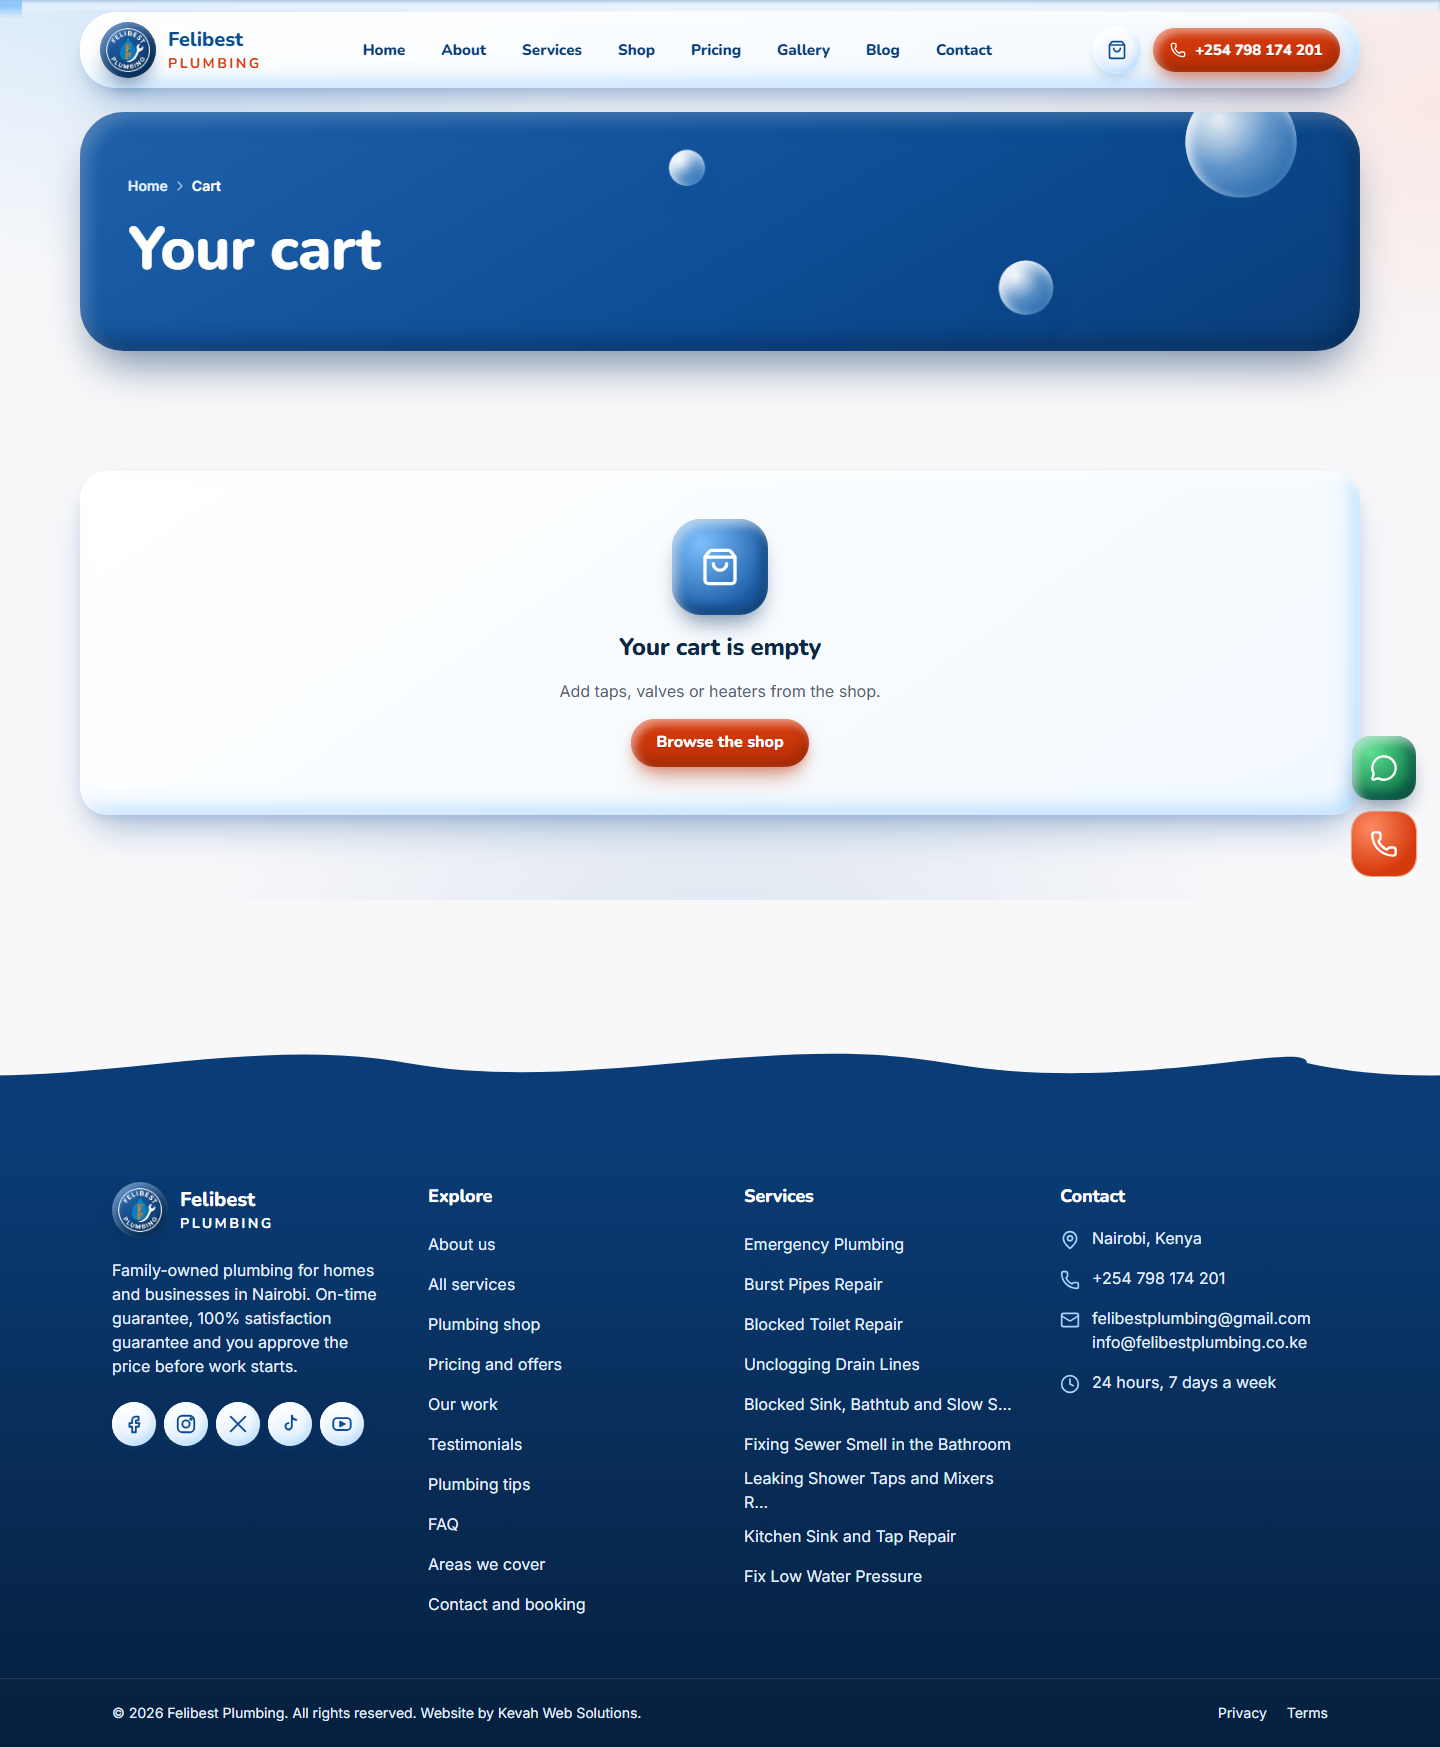 FELIBEST
PLUMBING
Felibest
PLUMBING
Home
About
Services
Shop
Pricing
Gallery
Blog
Contact
+254 798 174 201
Home
Cart
Your cart
Your cart is empty
Add taps, valves or heaters from the shop.
Browse the shop
FELIBEST
PLUMBING
Felibest
PLUMBING
Family-owned plumbing for homes
and businesses in Nairobi. On-time
guarantee, 100% satisfaction
guarantee and you approve the
price before work starts.
Explore
About us
All services
Plumbing shop
Pricing and offers
Our work
Testimonials
Plumbing tips
FAQ
Areas we cover
Contact and booking
Services
Emergency Plumbing
Burst Pipes Repair
Blocked Toilet Repair
Unclogging Drain Lines
Blocked Sink, Bathtub and Slow S...
Fixing Sewer Smell in the Bathroom
Leaking Shower Taps and Mixers
R...
Kitchen Sink and Tap Repair
Fix Low Water Pressure
Contact
Nairobi, Kenya
+254 798 174 201
felibestplumbing@gmail.com
info@felibestplumbing.co.ke
24 hours, 7 days a week
© 2026 Felibest Plumbing. All rights reserved. Website by Kevah Web Solutions.
Privacy
Terms